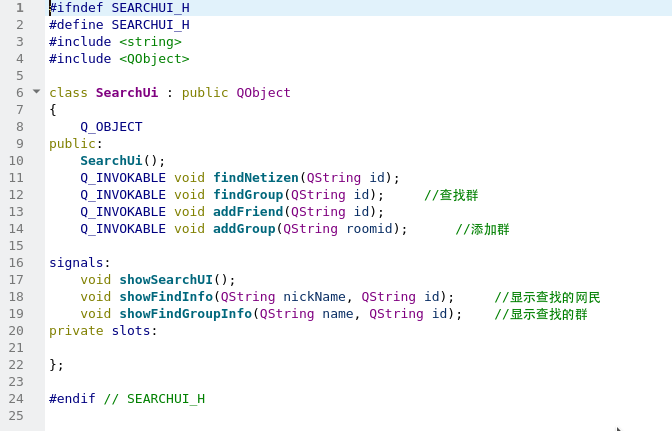 1 #ifndef SEARCHUI_H
2 #define SEARCHUI_H
3 #include <string>
4 #include <QObject>
5
6 class SearchUi : public QObject
7 {
8     Q_OBJECT
9 public:
10     SearchUi();
11     Q_INVOKABLE void findNetizen(QString id);
12     Q_INVOKABLE void findGroup(QString id);     //查找群
13     Q_INVOKABLE void addFriend(QString id);
14     Q_INVOKABLE void addGroup(QString roomid);      //添加群
15
16 signals:
17     void showSearchUI();
18     void showFindInfo(QString nickName, QString id);     //显示查找的网民
19     void showFindGroupInfo(QString name, QString id);    //显示查找的群
20 private slots:
21
22 };
23
24 #endif // SEARCHUI_H
25